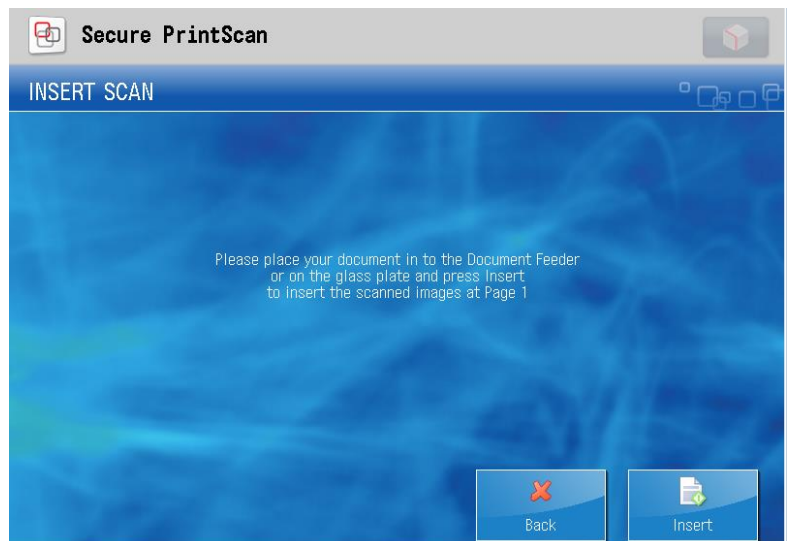 Secure PrintScan
INSERT SCAN
Please place your document in to the Document Feeder
or on the glass plate and press Insert
to insert the scanned images at Page 1
Back
Insert